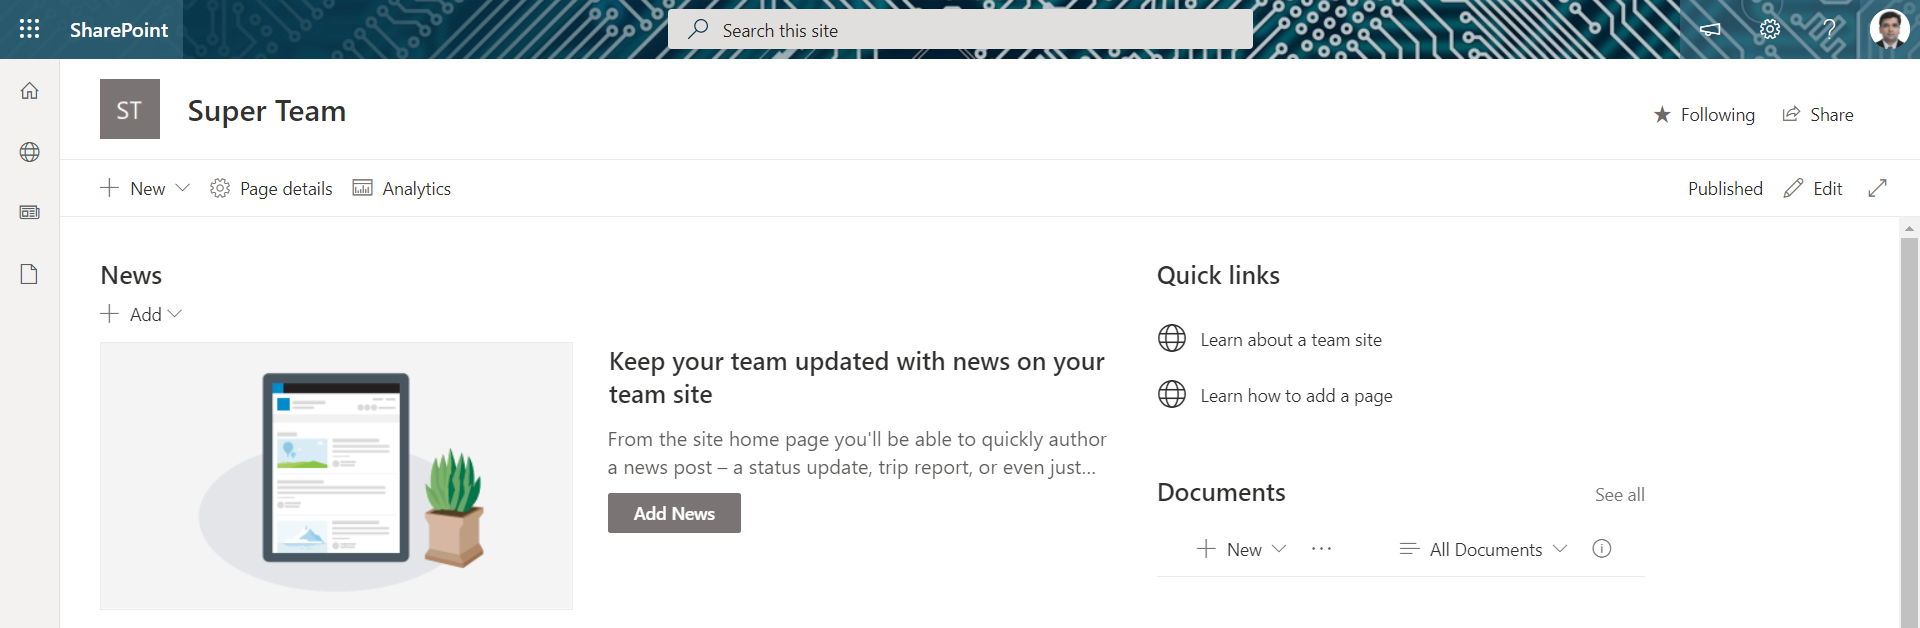 SharePoint
Search this site
?
ST
Super Team
Following
Share
New
Page details
Analytics
Published
Edit
News
Add
Keep your team updated with news on your
team site
From the site home page you'll be able to quickly author
a news post – a status update, trip report, or even just...
Add News
Quick links
Learn about a team site
Learn how to add a page
Documents
See all
New
...
All Documents